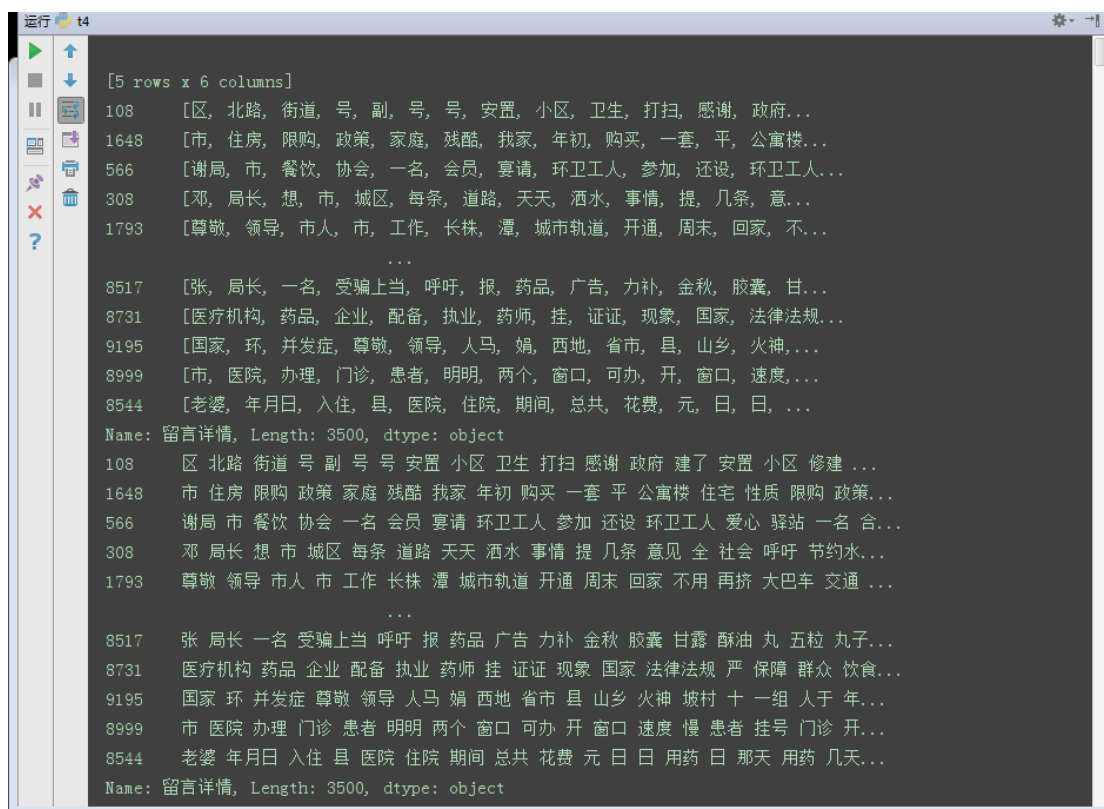 运行 t4
[5 rows x 6 columns]
108 [区, 北路, 街道, 号, 副, 号, 号, 安置, 小区, 卫生, 打扫, 感谢, 政府...
1648 [市, 住房, 限购, 政策, 家庭, 残酷, 我家, 年初, 购买, 一套, 平, 公寓楼...
566 [谢局, 市, 餐饮, 协会, 一名, 会员, 宴请, 环卫工人, 参加, 还设, 环卫工人...
308 [邓, 局长, 想, 市, 城区, 每条, 道路, 天天, 洒水, 事情, 提, 几条, 意...
1793 [尊敬, 领导, 市人, 市, 工作, 长株, 潭, 城市轨道, 开通, 周末, 回家, 不...
...
8517 [张, 局长, 一名, 受骗上当, 呼吁, 报, 药品, 广告, 力补, 金秋, 胶囊, 甘...
8731 [医疗机构, 药品, 企业, 配备, 执业, 药师, 挂, 证证, 现象, 国家, 法律法规...
9195 [国家, 环, 并发症, 尊敬, 领导, 人马, 娟, 西地, 省市, 县, 山乡, 火神,...
8999 [市, 医院, 办理, 门诊, 患者, 明明, 两个, 窗口, 可办, 开, 窗口, 速度,...
8544 [老婆, 年月日, 入住, 县, 医院, 住院, 期间, 总共, 花费, 元, 日, 日, ...
Name: 留言详情, Length: 3500, dtype: object
108 区 北路 街道 号 副 号 号 安置 小区 卫生 打扫 感谢 政府 建了 安置 小区 修建 ...
1648 市 住房 限购 政策 家庭 残酷 我家 年初 购买 一套 平 公寓楼 住宅 性质 限购 政策...
566 谢局 市 餐饮 协会 一名 会员 宴请 环卫工人 参加 还设 环卫工人 爱心 驿站 一名 合...
308 邓 局长 想 市 城区 每条 道路 天天 洒水 事情 提 几条 意见 全 社会 呼吁 节约水...
1793 尊敬 领导 市人 市 工作 长株 潭 城市轨道 开通 周末 回家 不用 再挤 大巴车 交通 ...
...
8517 张 局长 一名 受骗上当 呼吁 报 药品 广告 力补 金秋 胶囊 甘露 酥油 丸 五粒 丸子...
8731 医疗机构 药品 企业 配备 执业 药师 挂 证证 现象 国家 法律法规 严 保障 群众 饮食...
9195 国家 环 并发症 尊敬 领导 人马 娟 西地 省市 县 山乡 火神 坡村 十 一组 人于 年...
8999 市 医院 办理 门诊 患者 明明 两个 窗口 可办 开 窗口 速度 慢 患者 挂号 门诊 开...
8544 老婆 年月日 入住 县 医院 住院 期间 总共 花费 元 日 日 用药 日 那天 用药 几天...
Name: 留言详情, Length: 3500, dtype: object